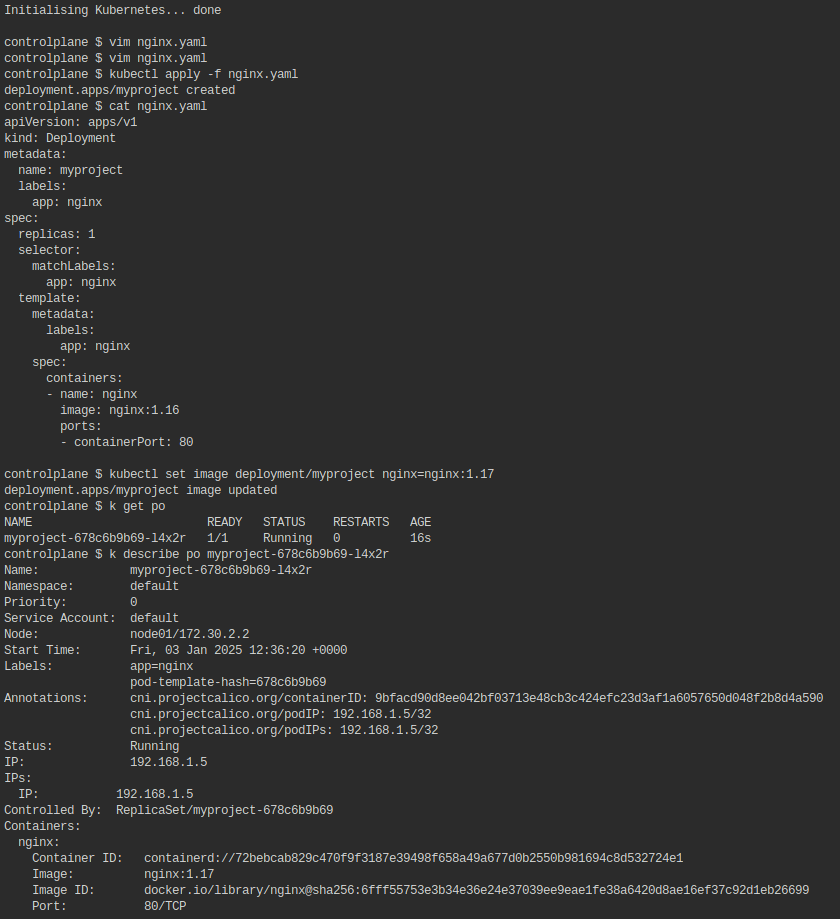 Initialising Kubernetes... done

controlplane $ vim nginx.yaml
controlplane $ vim nginx.yaml
controlplane $ kubectl apply -f nginx.yaml
deployment.apps/myproject created
controlplane $ cat nginx.yaml
apiVersion: apps/v1
kind: Deployment
metadata:
  name: myproject
  labels:
    app: nginx
spec:
  replicas: 1
  selector:
    matchLabels:
      app: nginx
  template:
    metadata:
      labels:
        app: nginx
    spec:
      containers:
      - name: nginx
        image: nginx:1.16
        ports:
        - containerPort: 80

controlplane $ kubectl set image deployment/myproject nginx=nginx:1.17
deployment.apps/myproject image updated
controlplane $ k get po
NAME                         READY   STATUS    RESTARTS   AGE
myproject-678c6b9b69-l4x2r   1/1     Running   0          16s
controlplane $ k describe po myproject-678c6b9b69-l4x2r
Name:             myproject-678c6b9b69-l4x2r
Namespace:        default
Priority:         0
Service Account:  default
Node:             node01/172.30.2.2
Start Time:       Fri, 03 Jan 2025 12:36:20 +0000
Labels:           app=nginx
                  pod-template-hash=678c6b9b69
Annotations:      cni.projectcalico.org/containerID: 9bfacd90d8ee042bf03713e48cb3c424efc23d3af1a6057650d048f2b8d4a590
                  cni.projectcalico.org/podIP: 192.168.1.5/32
                  cni.projectcalico.org/podIPs: 192.168.1.5/32
Status:           Running
IP:               192.168.1.5
IPs:
  IP:           192.168.1.5
Controlled By:  ReplicaSet/myproject-678c6b9b69
Containers:
  nginx:
    Container ID:   containerd://72bebcab829c470f9f3187e39498f658a49a677d0b2550b981694c8d532724e1
    Image:          nginx:1.17
    Image ID:       docker.io/library/nginx@sha256:6fff55753e3b34e36e24e37039ee9eae1fe38a6420d8ae16ef37c92d1eb26699
    Port:           80/TCP